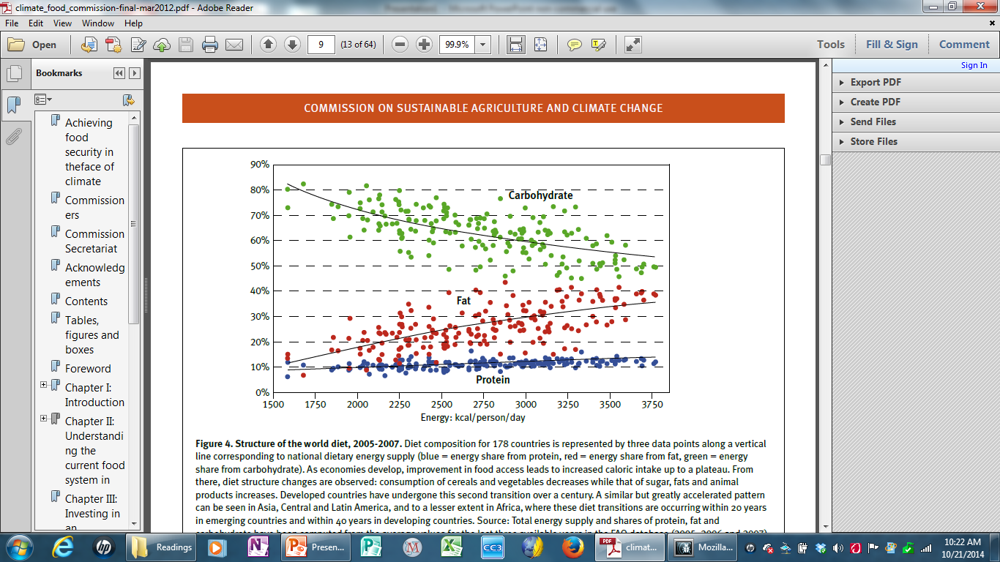 climate_food_commission-final-mar2012.pdf - Adobe Reader
File Edit View Window Help
Open 9 (13 of 64) 99.9% Tools Fill & Sign Comment
Sign In
Bookmarks
Achieving
food
security in
theface of
climate
Commission
ers
Commission
Secretariat
Acknowledg
ements
Contents
Tables,
figures and
boxes
Foreword
Chapter I:
Introduction
Chapter II:
Understandi
ng the
current food
system in
Chapter III:
Investing in
an
COMMISSION ON SUSTAINABLE AGRICULTURE AND CLIMATE CHANGE
90%
80%
70%
60%
50%
40%
30%
20%
10%
0%
Carbohydrate
Fat
Protein
1500 1750 2000 2250 2500 2750 3000 3250 3500 3750
Energy: kcal/person/day
Figure 4. Structure of the world diet, 2005-2007. Diet composition for 178 countries is represented by three data points along a vertical
line corresponding to national dietary energy supply (blue = energy share from protein, red = energy share from fat, green = energy
share from carbohydrate). As economies develop, improvement in food access leads to increased caloric intake up to a plateau. From
there, diet structure changes are observed: consumption of cereals and vegetables decreases while that of sugar, fats and animal
products increases. Developed countries have undergone this second transition over a century. A similar but greatly accelerated pattern
can be seen in Asia, Central and Latin America, and to a lesser extent in Africa, where these diet transitions are occurring within 20 years
in emerging countries and within 40 years in developing countries. Source: Total energy supply and shares of protein, fat and
Export PDF
Create PDF
Send Files
Store Files
Readings
Presen...
CC3
climat...
Mozilla...
10:22 AM
10/21/2014